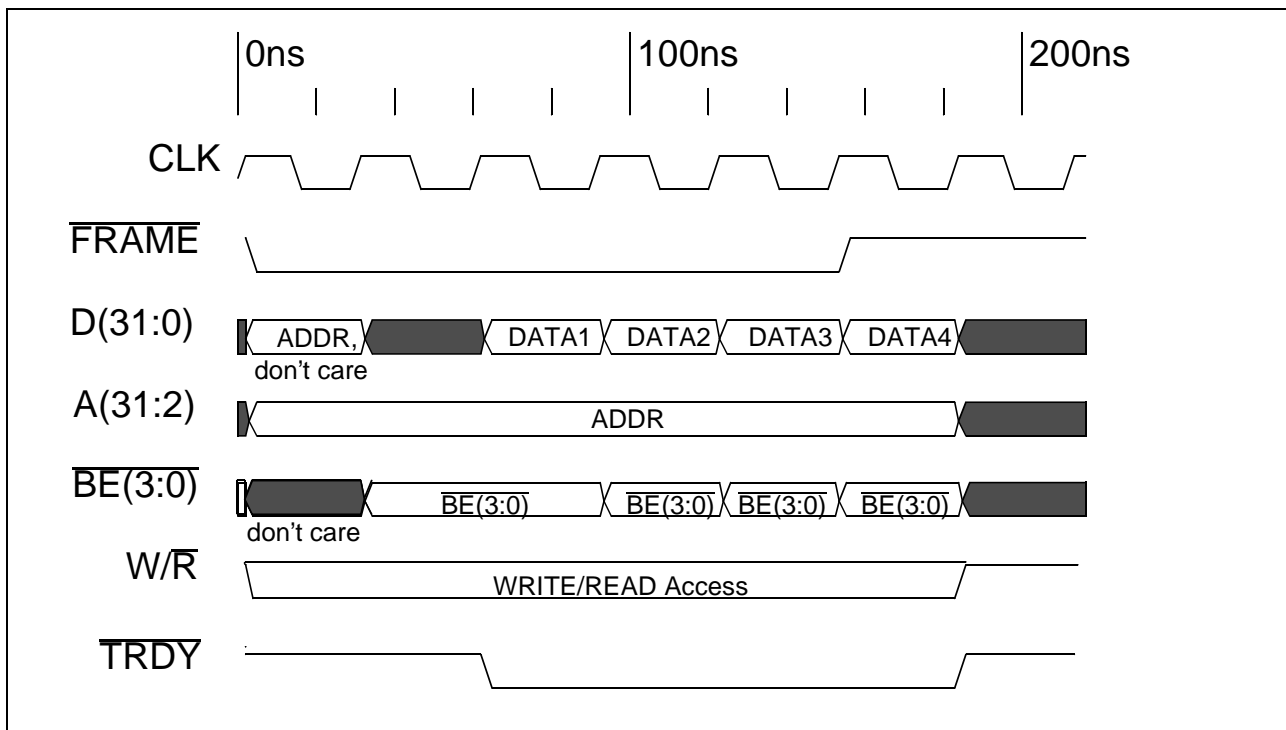 0ns 100ns 200ns
CLK
FRAME
D(31:0) ADDR, DATA1 DATA2 DATA3 DATA4
don't care
A(31:2) ADDR
BE(3:0) BE(3:0) BE(3:0) BE(3:0) BE(3:0)
don't care
W/R WRITE/READ Access
TRDY